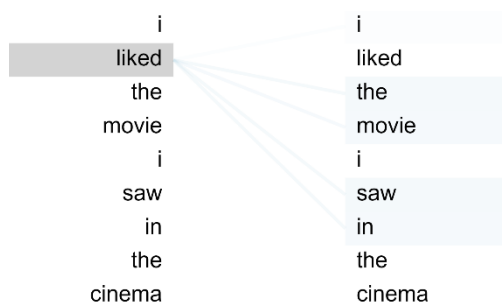 i i
liked liked
the the
movie movie
i i
saw saw
in in
the the
cinema cinema